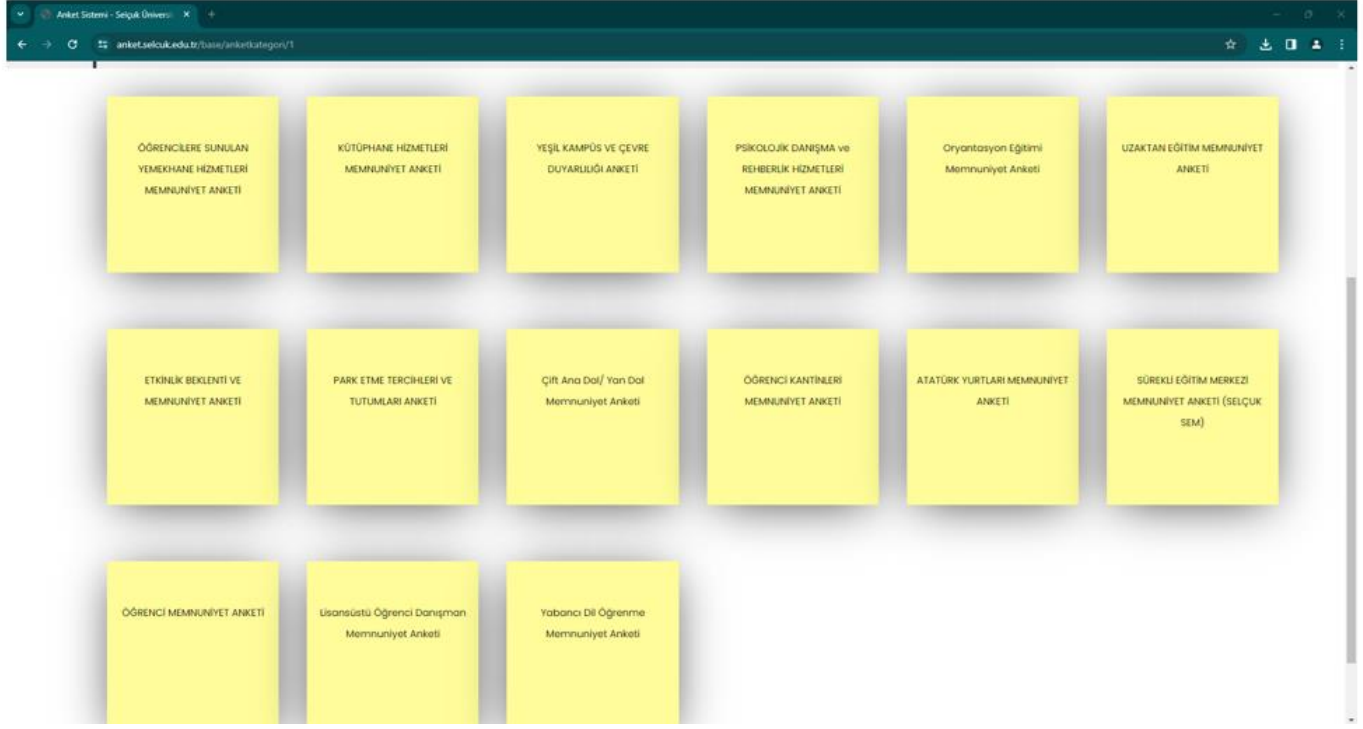 Anket Sistemi - Selçuk Üniversi
anket.selcuk.edu.tr/base/anketkategori/1
ÖĞRENCİLERE SUNULAN
YEMEKHANE HİZMETLERİ
MEMNUNİYET ANKETİ
KÜTÜPHANE HİZMETLERİ
MEMNUNİYET ANKETİ
YEŞİL KAMPÜS VE ÇEVRE
DUYARLILIĞI ANKETİ
PSİKOLOJİK DANIŞMA ve
REHBERLİK HİZMETLERİ
MEMNUNİYET ANKETİ
Oryantasyon Eğitimi
Memnuniyet Anketi
UZAKTAN EĞİTİM MEMNUNİYET
ANKETİ
ETKİNLİK BEKLENTİ VE
MEMNUNİYET ANKETİ
PARK ETME TERCİHLERİ VE
TUTUMLARI ANKETİ
Çift Ana Dal/ Yan Dal
Memnuniyet Anketi
ÖĞRENCİ KANTİNLERİ
MEMNUNİYET ANKETİ
ATATÜRK YURTLARI MEMNUNİYET
ANKETİ
SÜREKLİ EĞİTİM MERKEZİ
MEMNUNİYET ANKETİ (SELÇUK
SEM)
ÖĞRENCİ MEMNUNİYET ANKETİ
Lisansüstü Öğrenci Danışman
Memnuniyet Anketi
Yabancı Dil Öğrenme
Memnuniyet Anketi